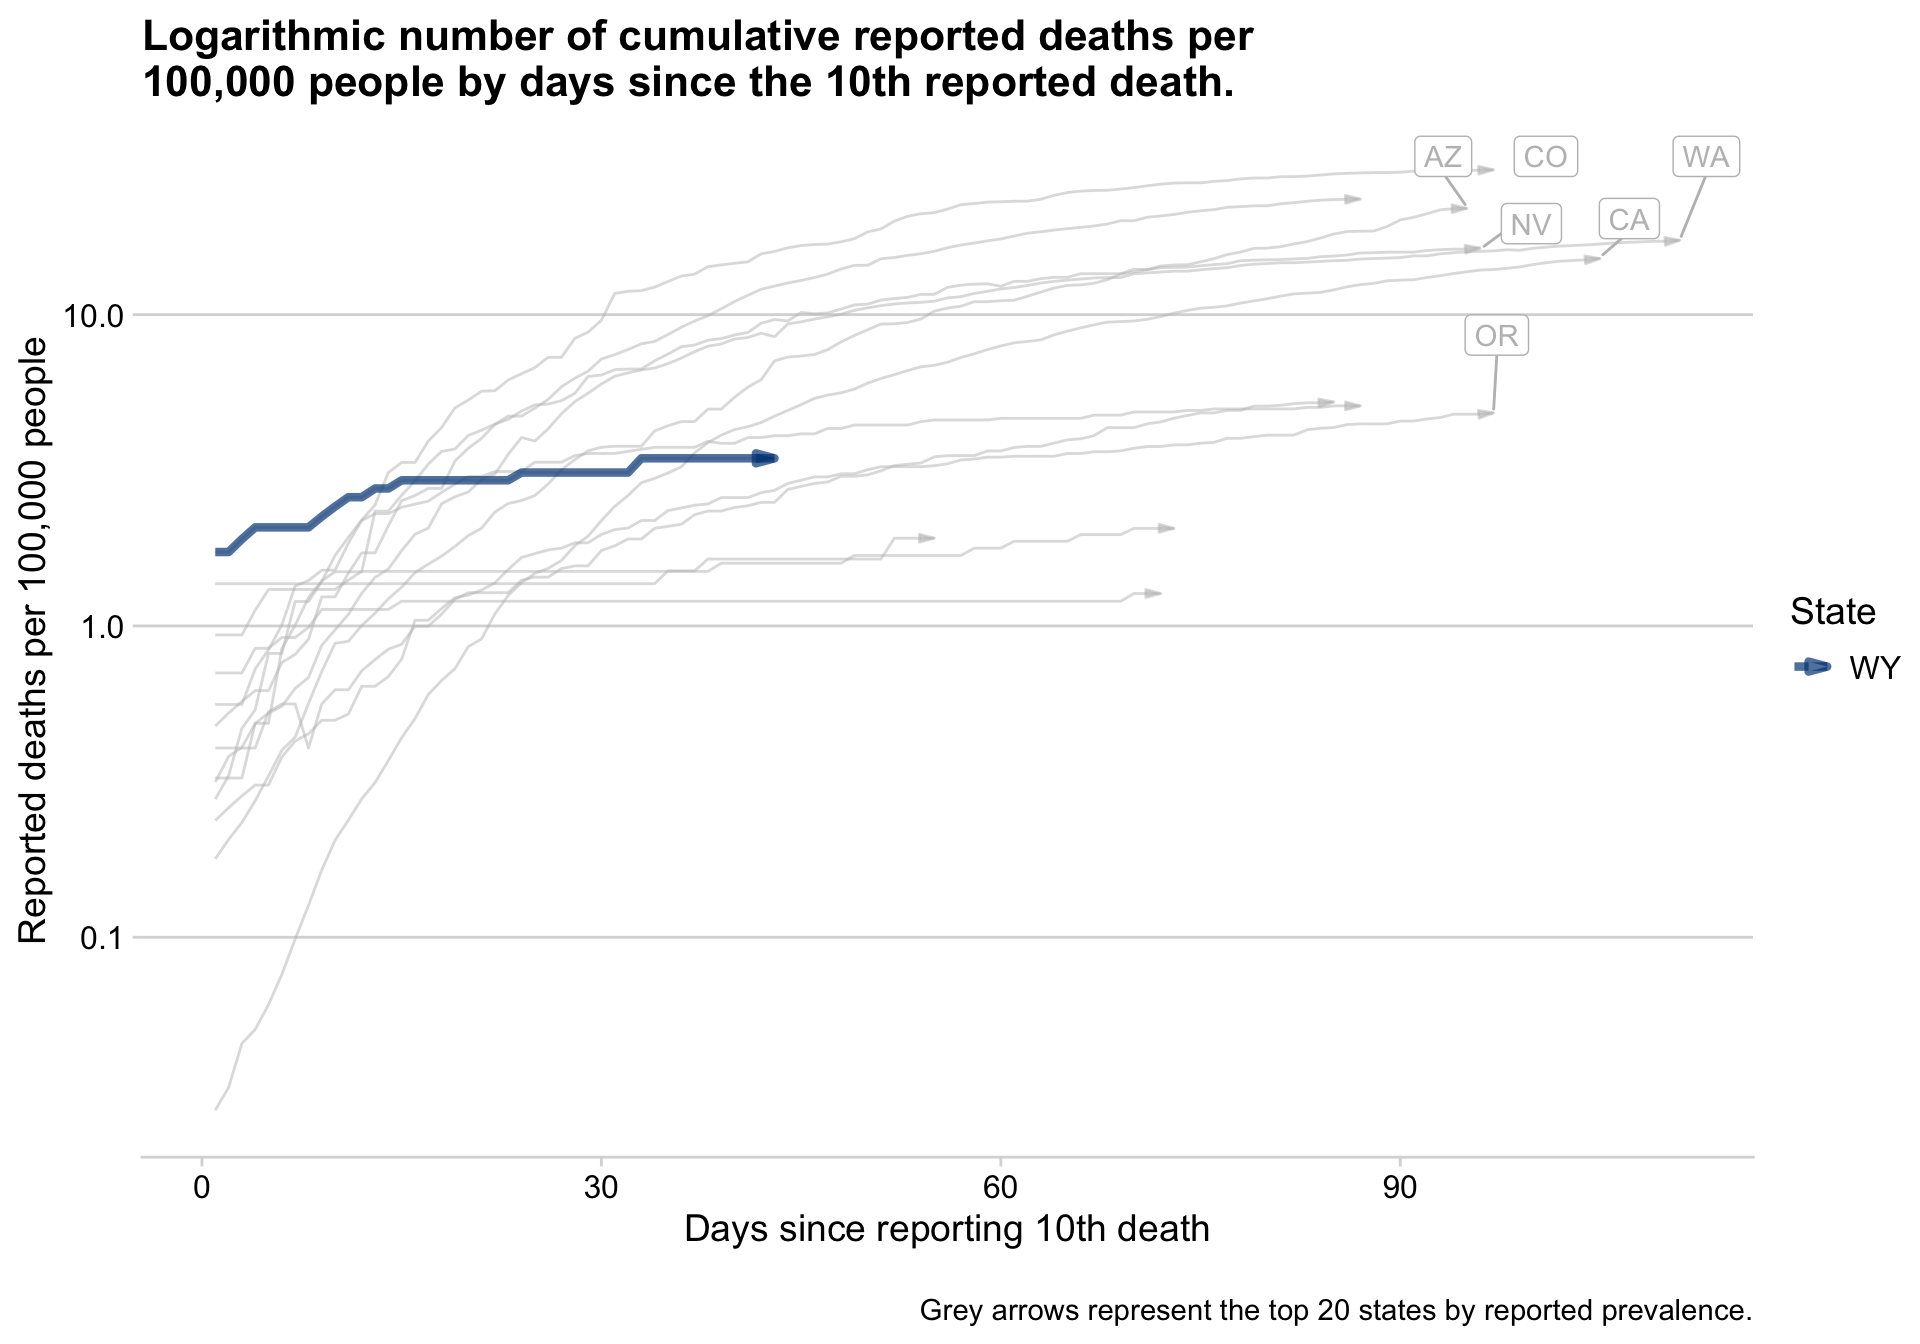 Logarithmic number of cumulative reported deaths per
100,000 people by days since the 10th reported death.
AZ
CO
WA
NV
CA
OR
Reported deaths per 100,000 people
10.0
1.0
0.1
State
WY
0
30
60
90
Days since reporting 10th death
Grey arrows represent the top 20 states by reported prevalence.